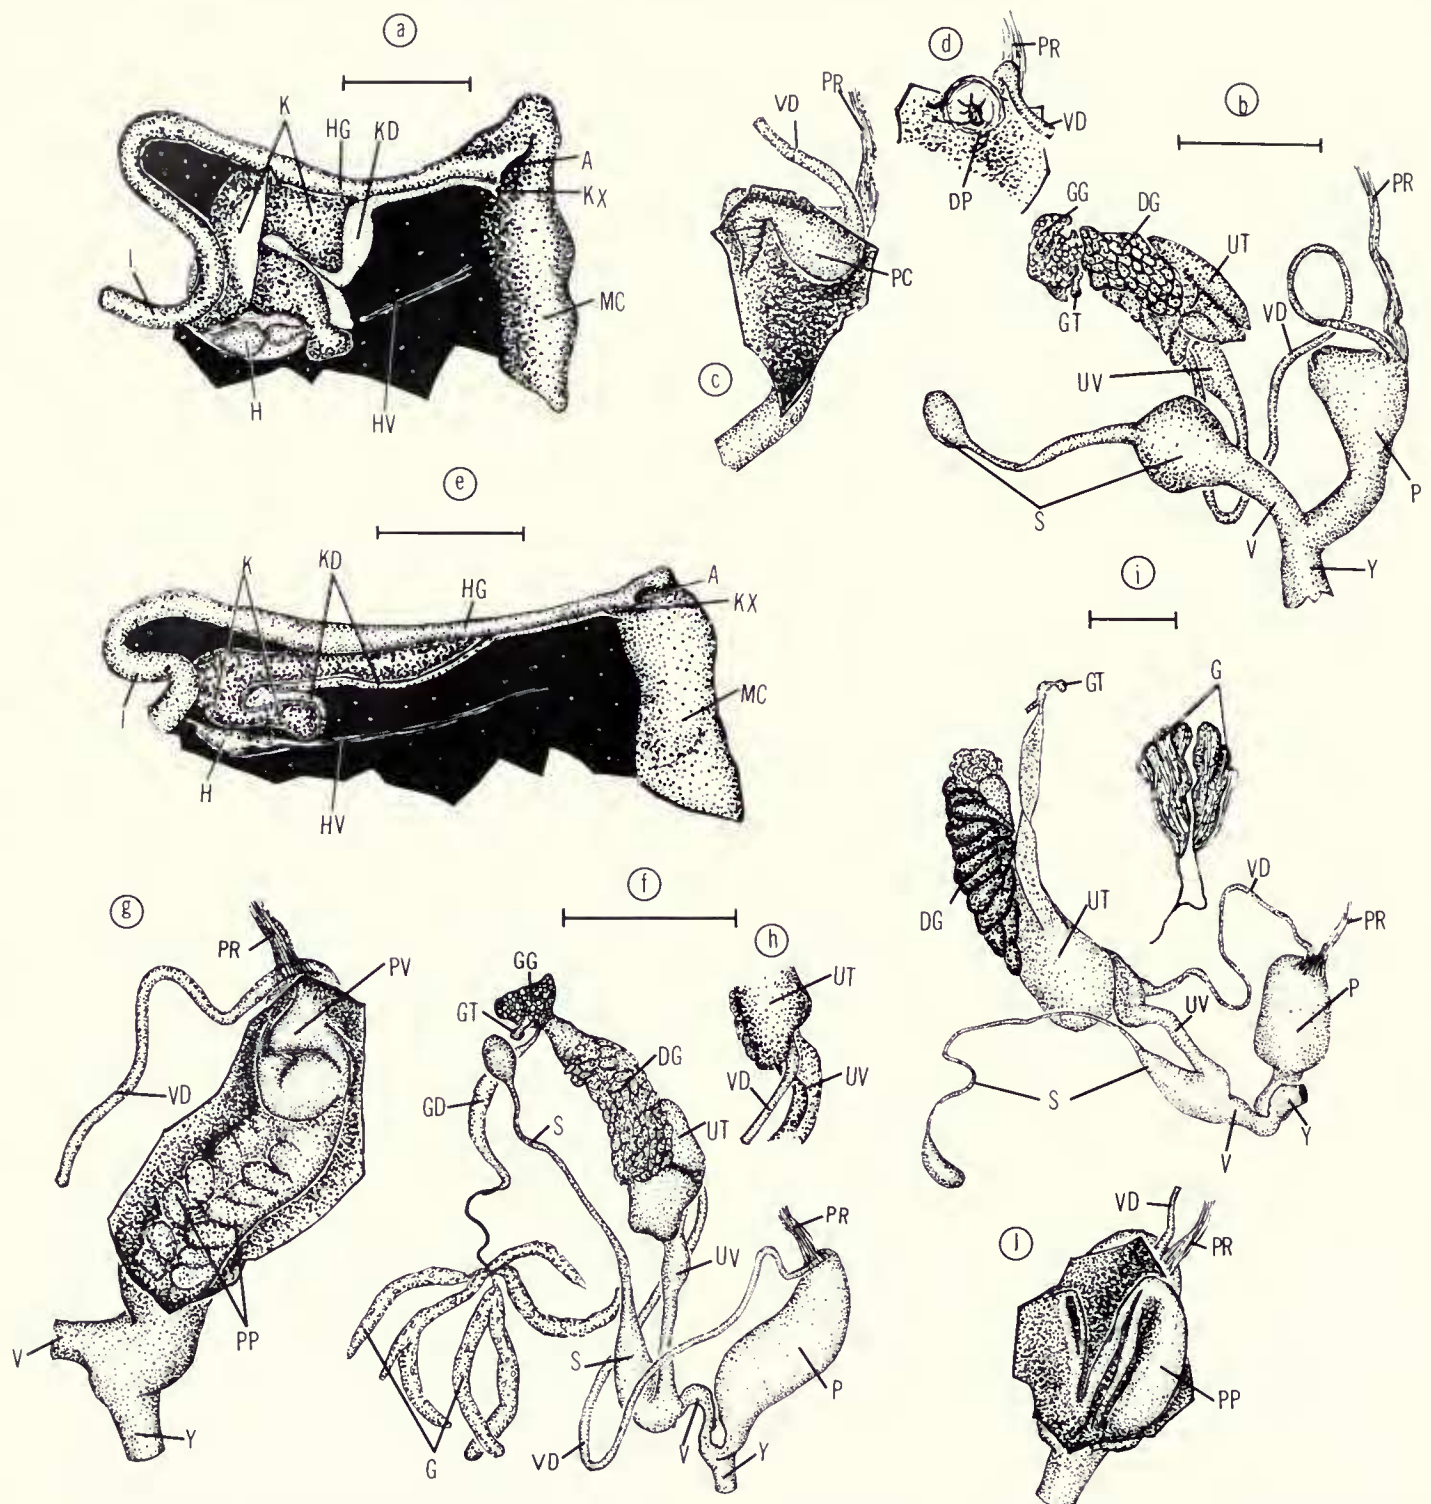 a
K
HG
KD
A
KX
I
MC
H
HV
VD
PR
PC
c
d
PR
VD
DP
b
PR
GG
DG
UT
GT
VD
UV
S
P
V
Y
e
K
KD
HG
A
KX
I
MC
H
HV
i
GT
G
VD
DG
UT
PR
P
UV
S
V
Y
g
PR
PV
VD
PP
V
Y
f
GG
GT
DG
GD
S
UT
PR
UV
S
P
VD
V
Y
G
h
UT
VD
UV
j
VD
PR
PP